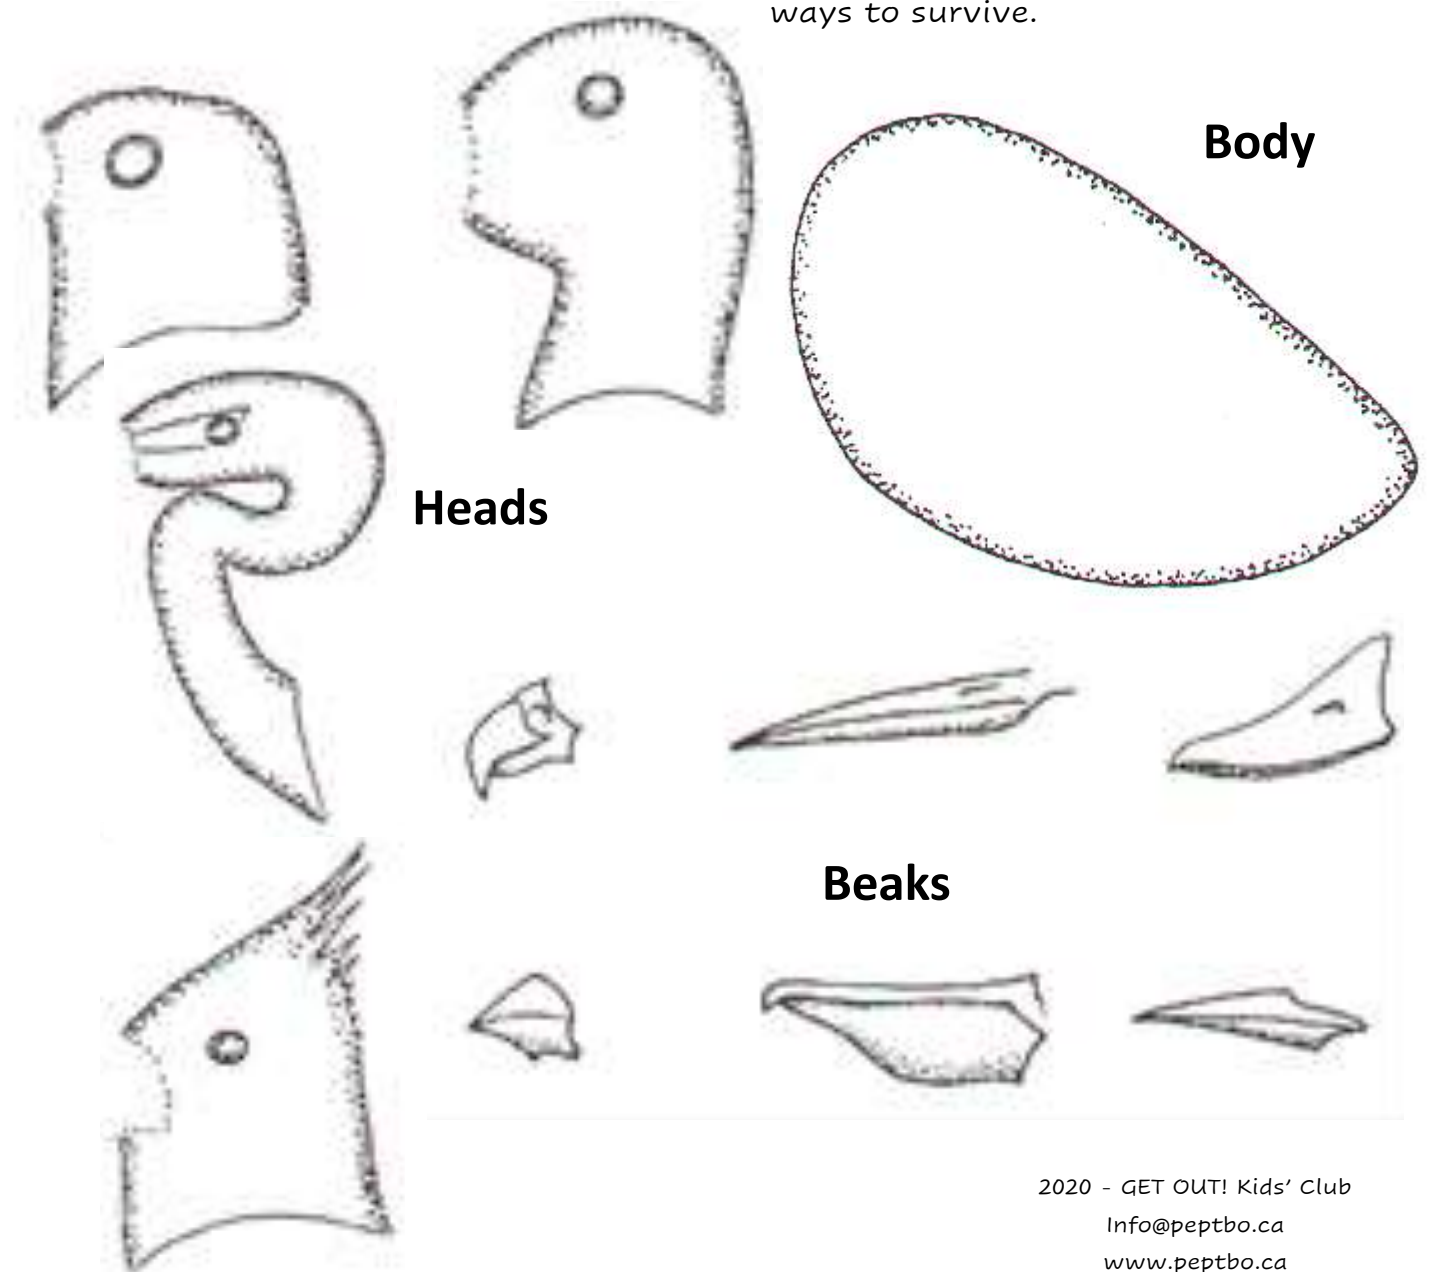 ways to survive.
Body
Heads
Beaks
2020 - GET OUT! Kids’ Club
Info@peptbo.ca
www.peptbo.ca